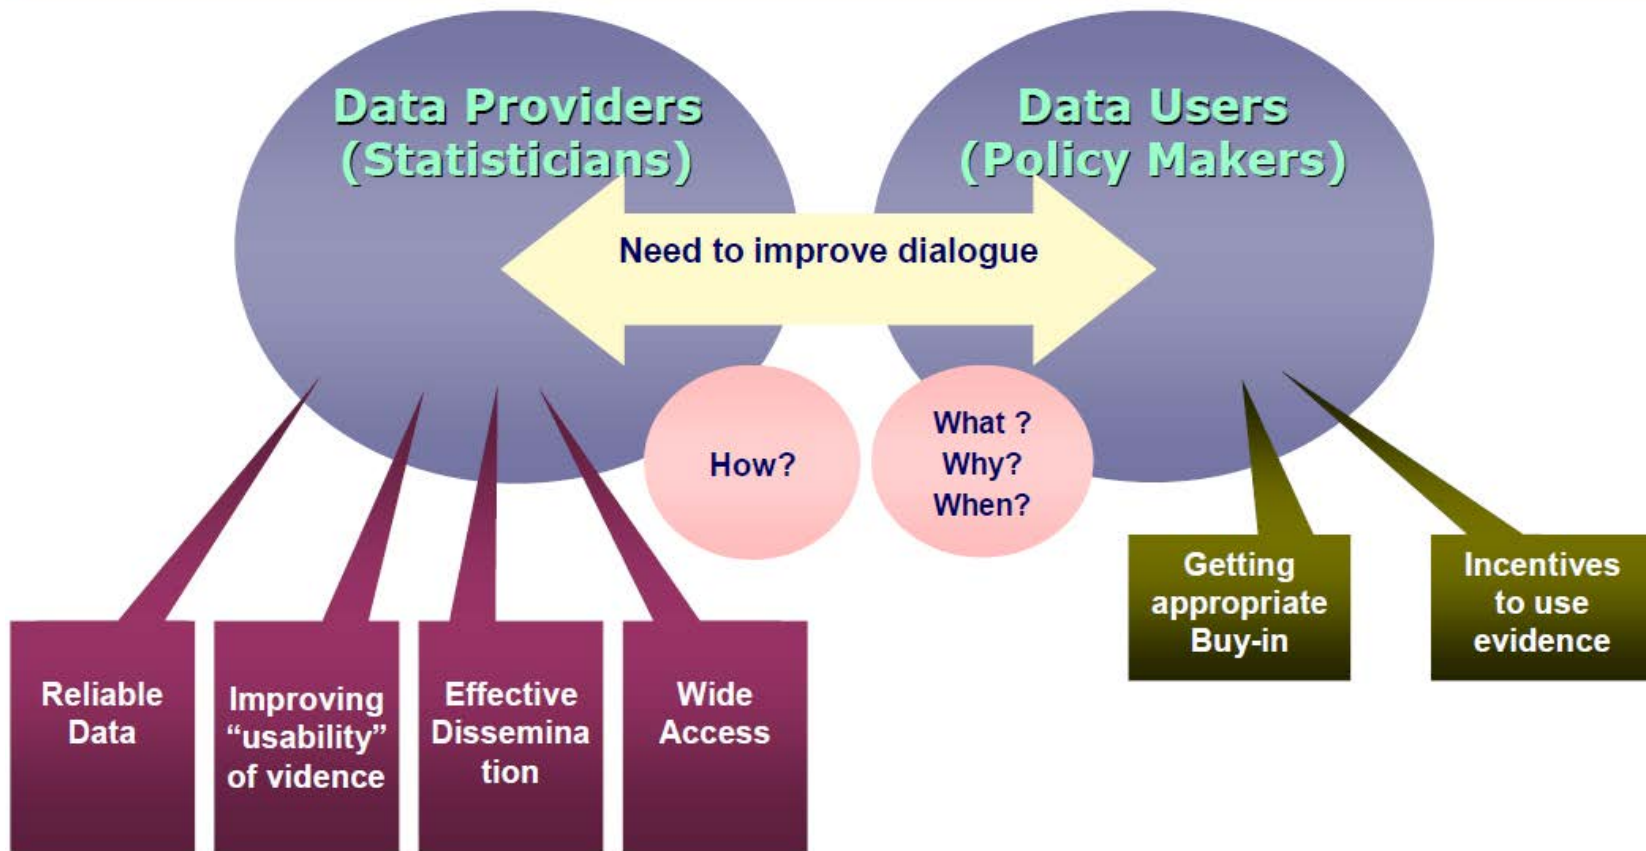 Data Providers
(Statisticians)
Data Users
(Policy Makers)
Need to improve dialogue
How?
What ?
Why?
When?
Getting
appropriate
Buy-in
Incentives
to use
evidence
Reliable
Data
Improving
“usability”
of vidence
Effective
Dissemina
tion
Wide
Access